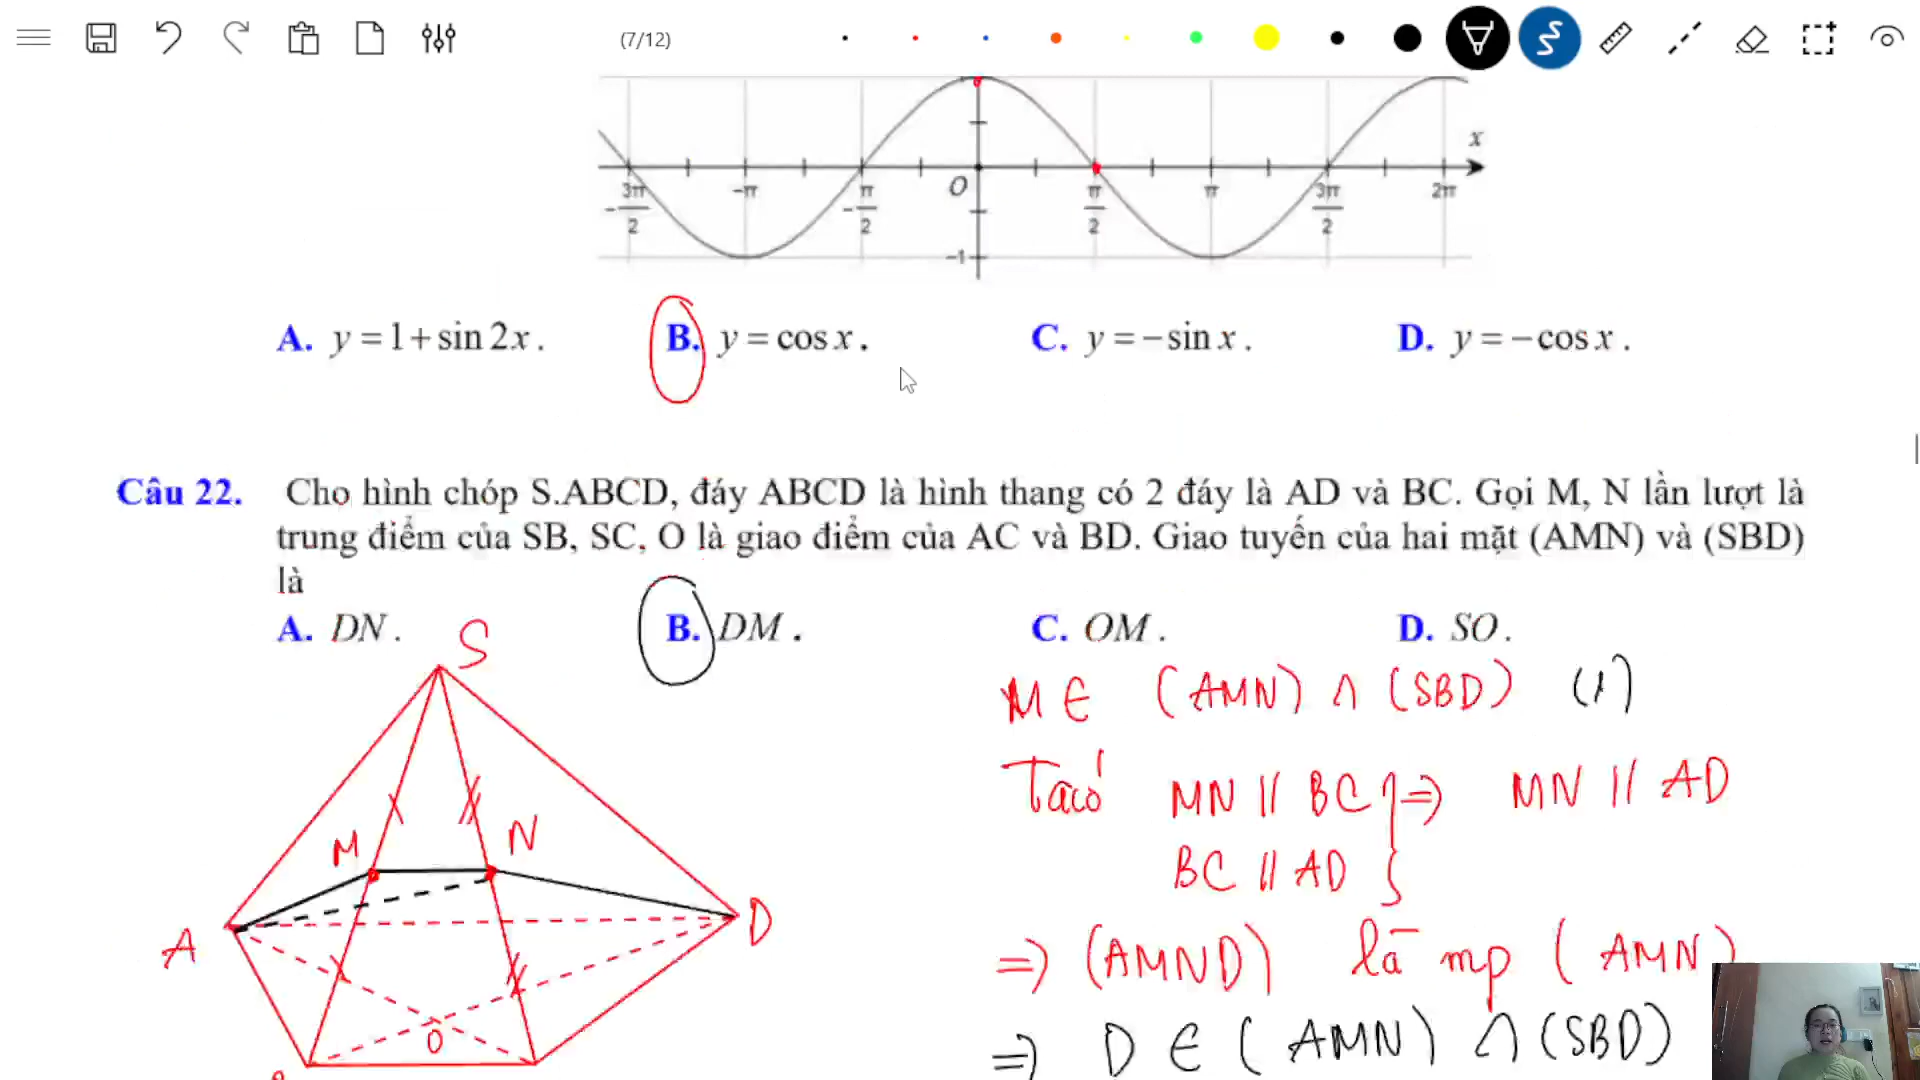 (7/12)
x
3π -π π O π π 3π 2π
- 2 - 2 2 2
-1
A. y = 1 + sin 2x . B. y = cos x . C. y = − sin x . D. y = − cos x .
Câu 22. Cho hình chóp S.ABCD, đáy ABCD là hình thang có 2 đáy là AD và BC. Gọi M, N lần lượt là
trung điểm của SB, SC, O là giao điểm của AC và BD. Giao tuyến của hai mặt (AMN) và (SBD)
là
A. DN . B. DM . C. OM . D. SO .
S
M ∈ (AMN) ∩ (SBD) (1)
Ta có MN // BC } => MN // AD
M N
BC // AD
A D
=> (AMND) là mp (AMN)
O
=> D ∈ (AMN) ∩ (SBD)